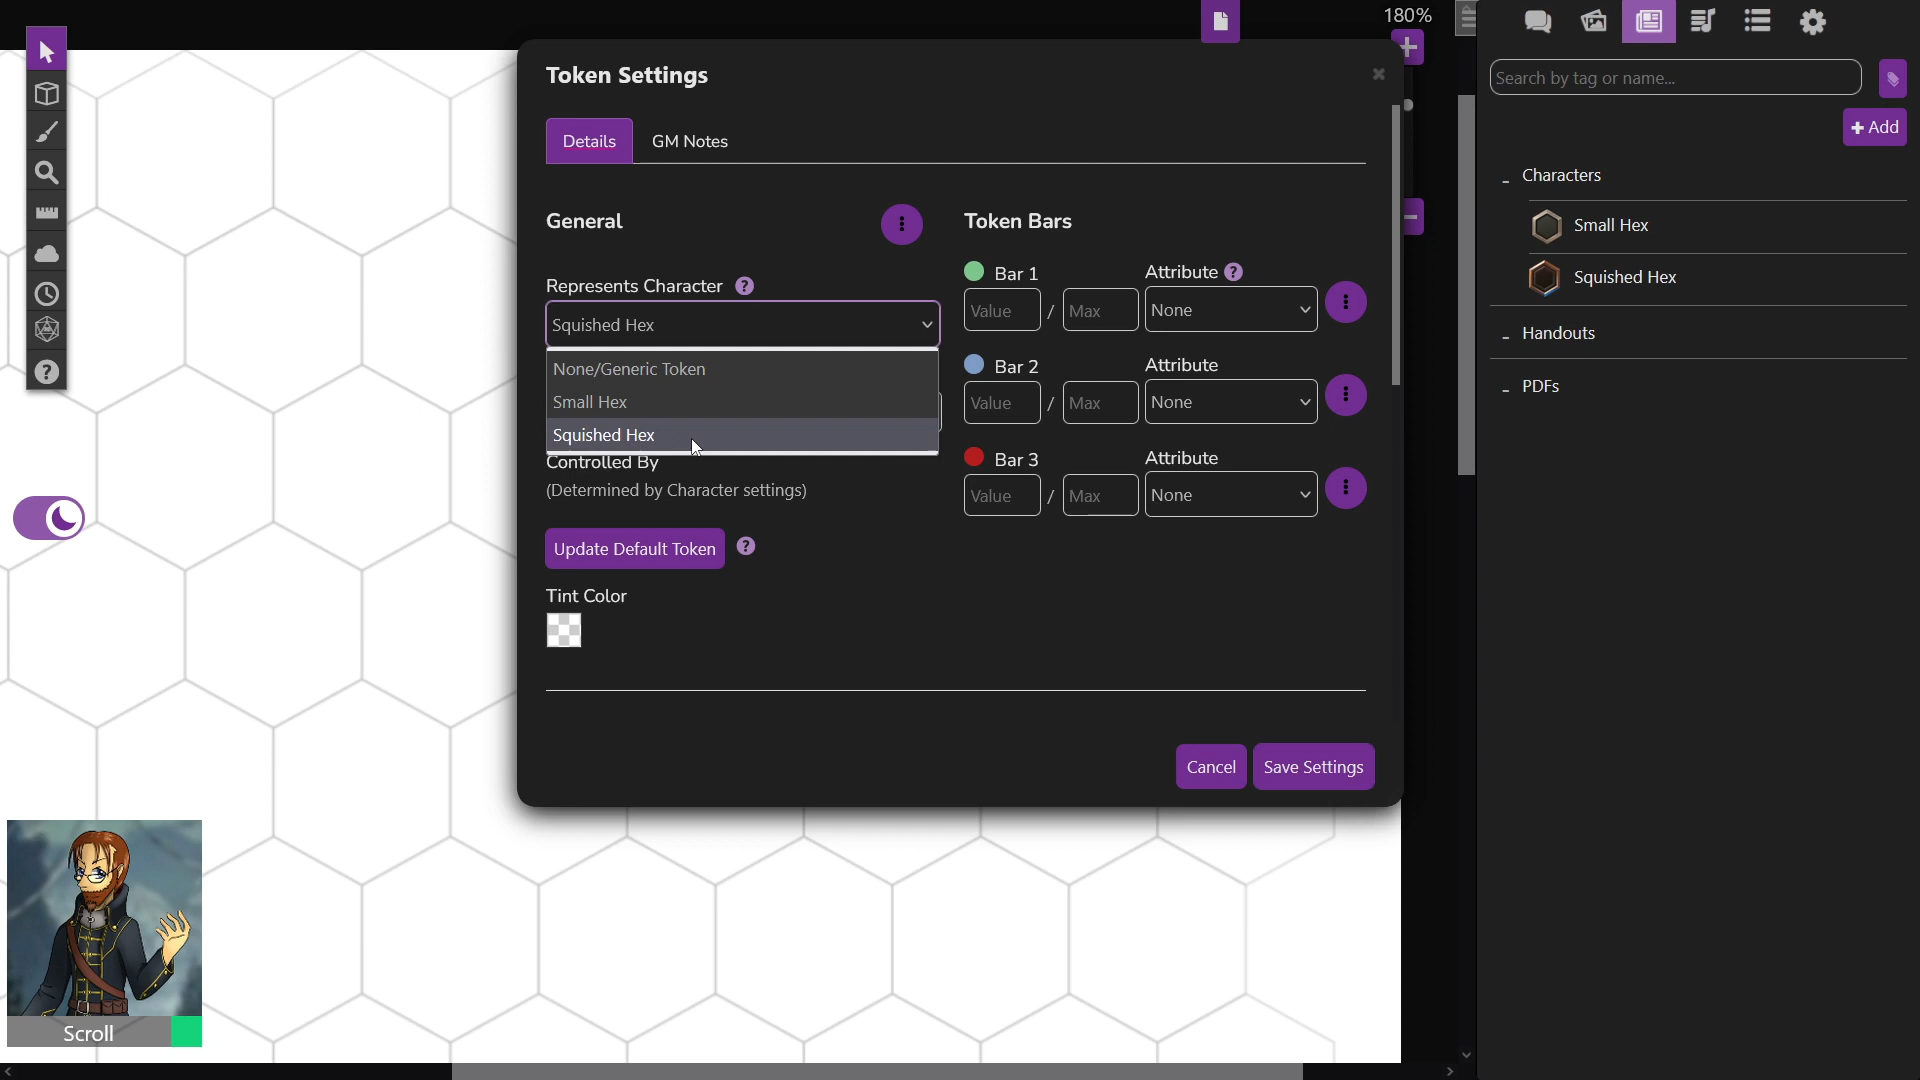 180%
Token Settings
Search by tag or name...
Details
GM Notes
+ Add
Characters
General
Token Bars
Small Hex
Bar 1
Attribute ?
Represents Character ?
Squished Hex
Value / Max
None
Squished Hex
Handouts
None/Generic Token
Bar 2
Attribute
Small Hex
Value / Max
None
PDFs
Squished Hex
Controlled By
Bar 3
Attribute
(Determined by Character settings)
Value / Max
None
Update Default Token ?
Tint Color
Cancel
Save Settings
Scroll